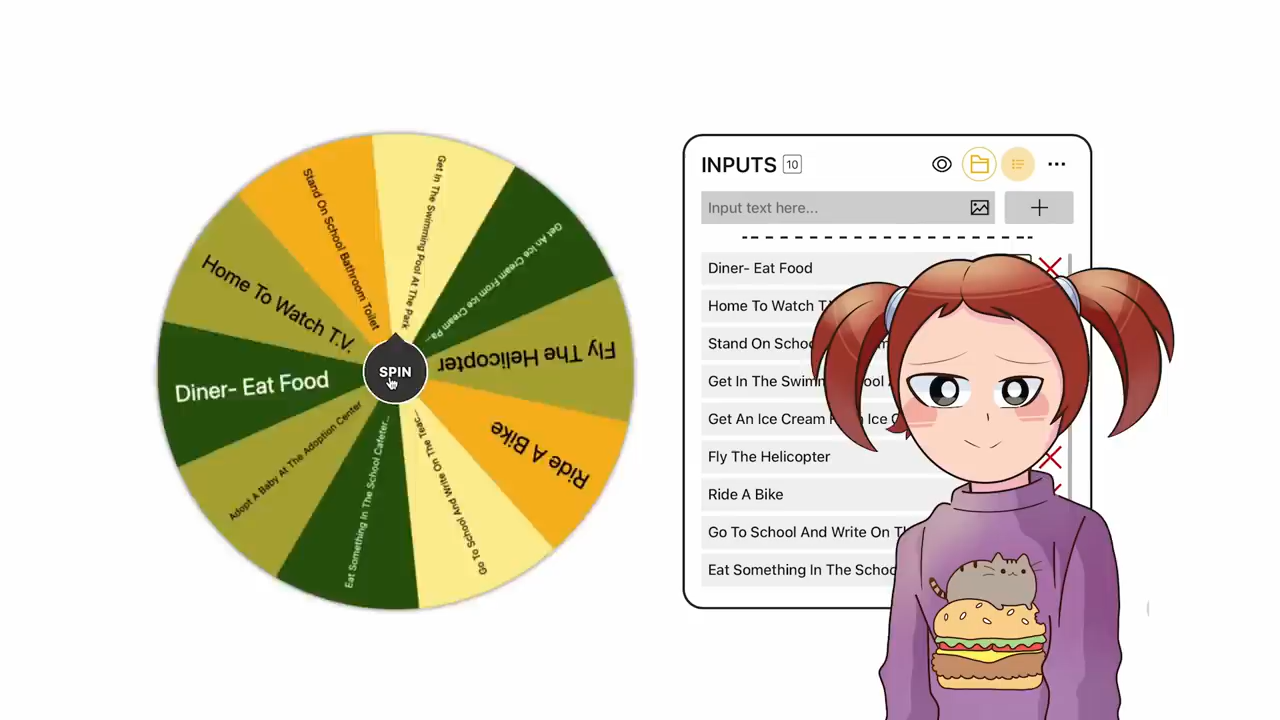 Get In The Swimming Pool At The Park
Get An Ice Cream From Ice Cream Pa...
Fly The Helicopter
Ride A Bike
Go To School And Write On The Teac...
Eat Something In The School Cafeter...
Adopt A Baby At The Adoption Center
Diner- Eat Food
Home To Watch T.V.
Stand On School Bathroom Toilet
SPIN
INPUTS 10
Input text here...
Diner- Eat Food
Home To Watch T
Stand On Schoo
Get In The Swimm
Get An Ice Cream
Fly The Helicopter
Ride A Bike
Go To School And Write On Th
Eat Something In The Schoo